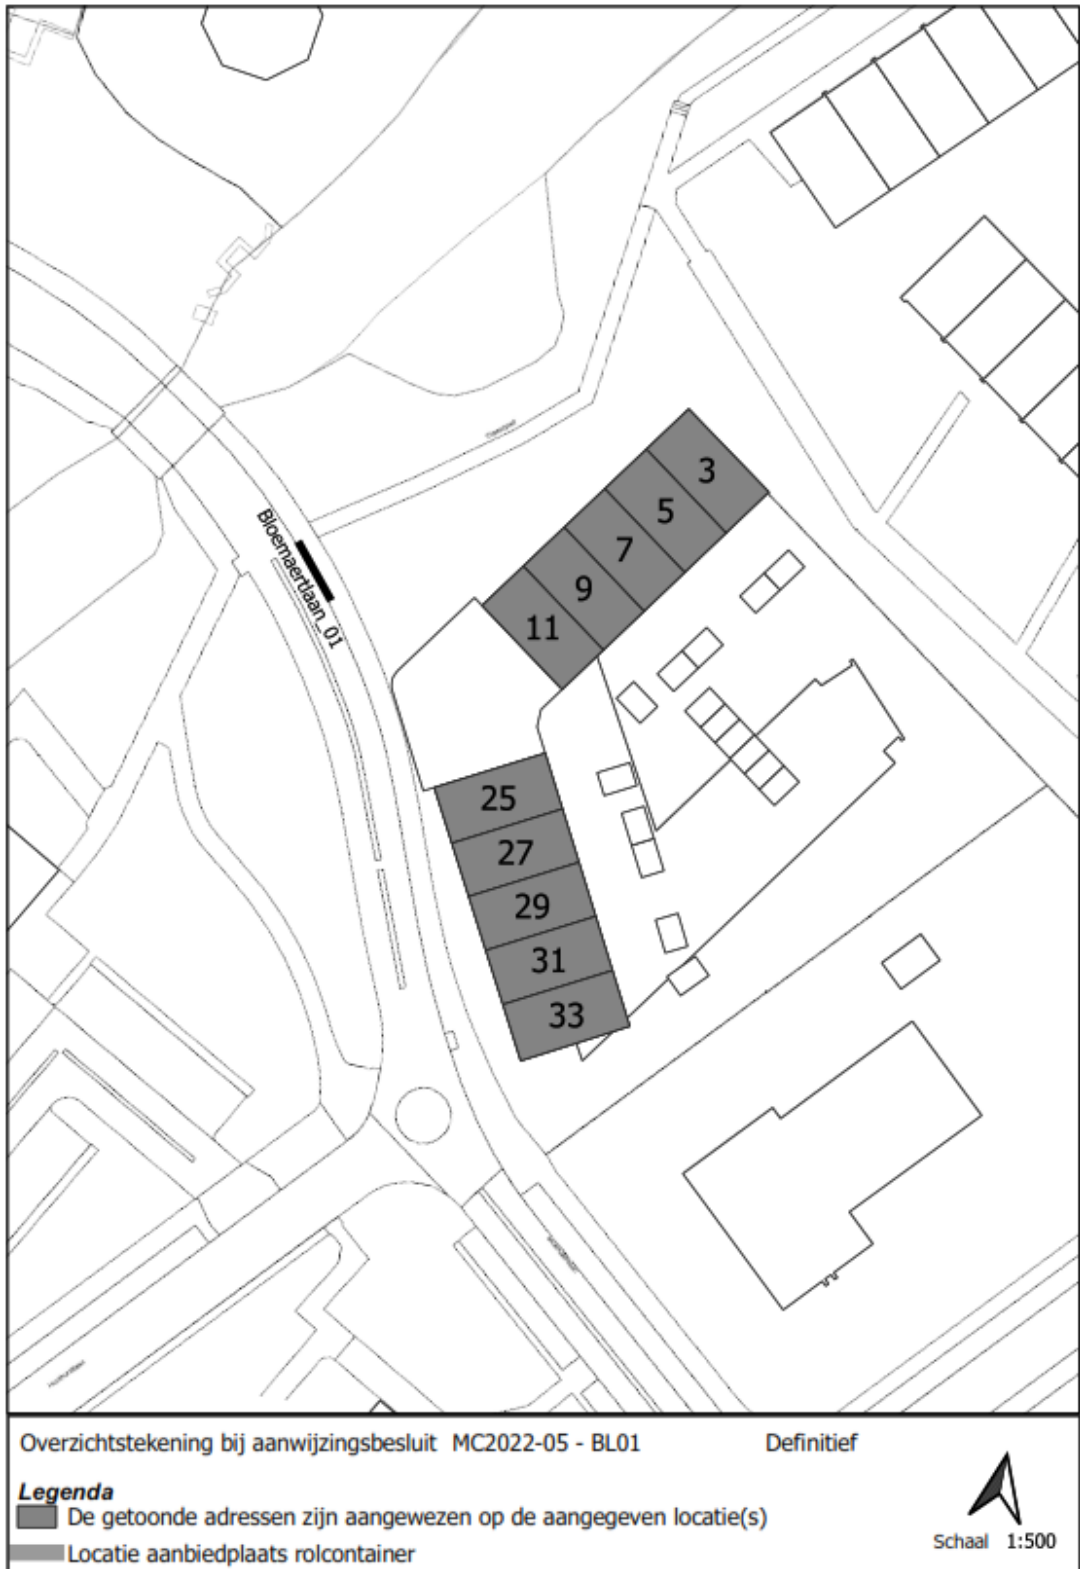 3
5
7
9
11
Bloemaertlaan_01
25
27
29
31
33
Overzichtstekening bij aanwijzingsbesluit MC2022-05 - BL01 Definitief
Legenda
De getoonde adressen zijn aangewezen op de aangegeven locatie(s)
Locatie aanbiedplaats rolcontainer
Schaal 1:500